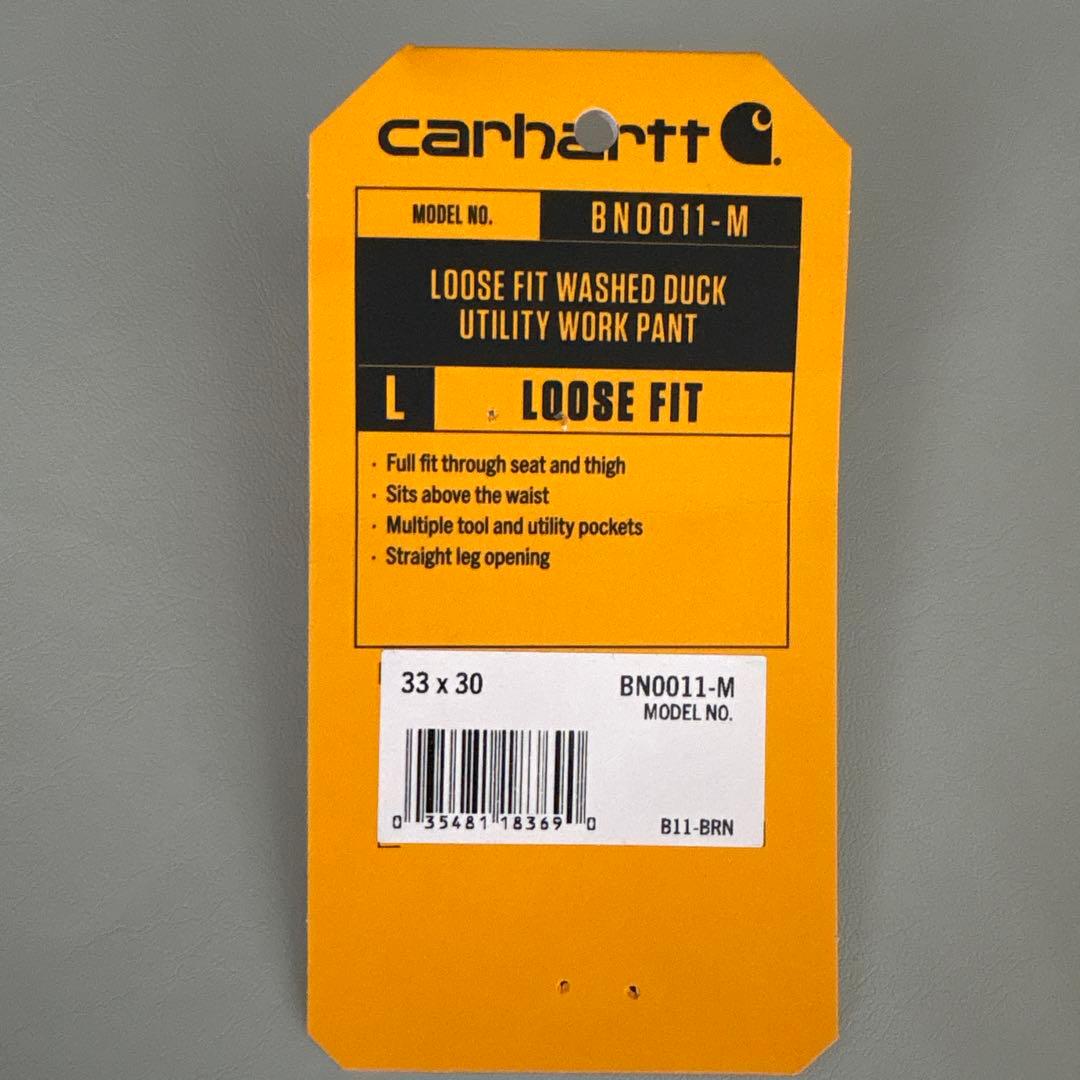 carhartt
MODEL NO. BN0011-M
LOOSE FIT WASHED DUCK
UTILITY WORK PANT
L LOOSE FIT
· Full fit through seat and thigh
· Sits above the waist
· Multiple tool and utility pockets
· Straight leg opening
33 x 30 BN0011-M
MODEL NO.
0 35481 18369 0 B11-BRN